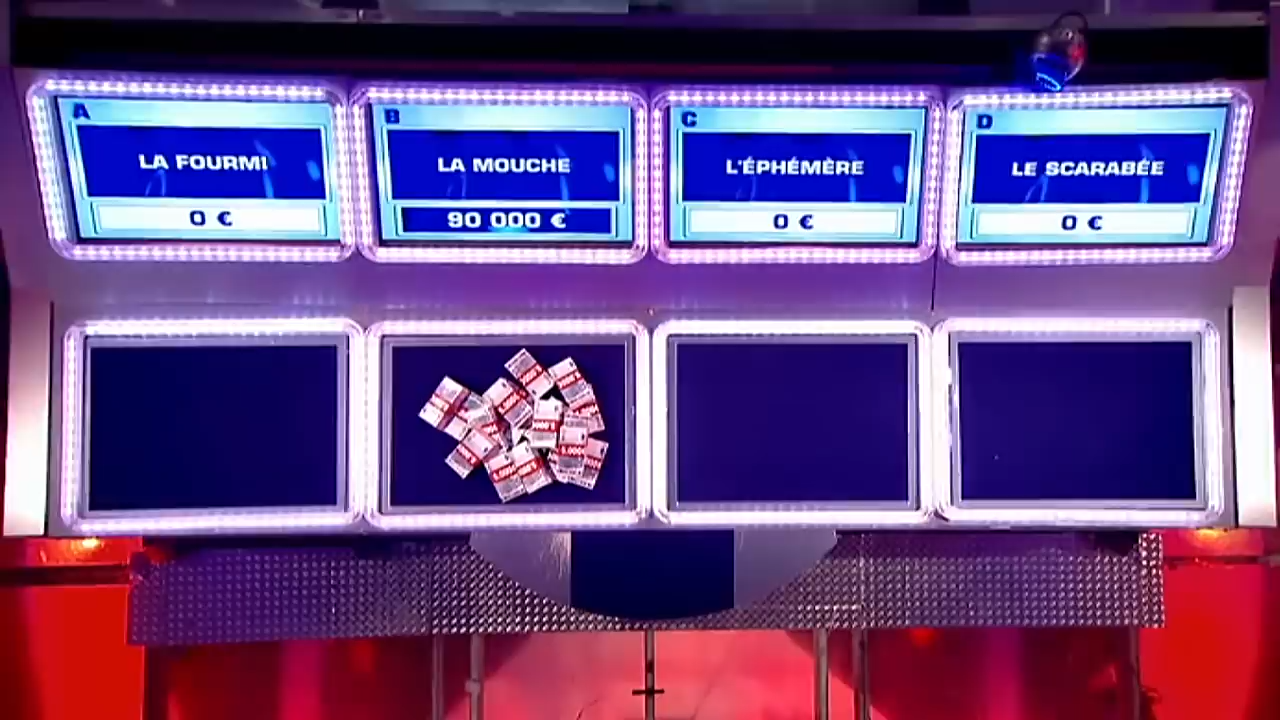 A
LA FOURMI
0 €
B
LA MOUCHE
90 000 €
C
L'ÉPHÉMÈRE
0 €
D
LE SCARABÉE
0 €